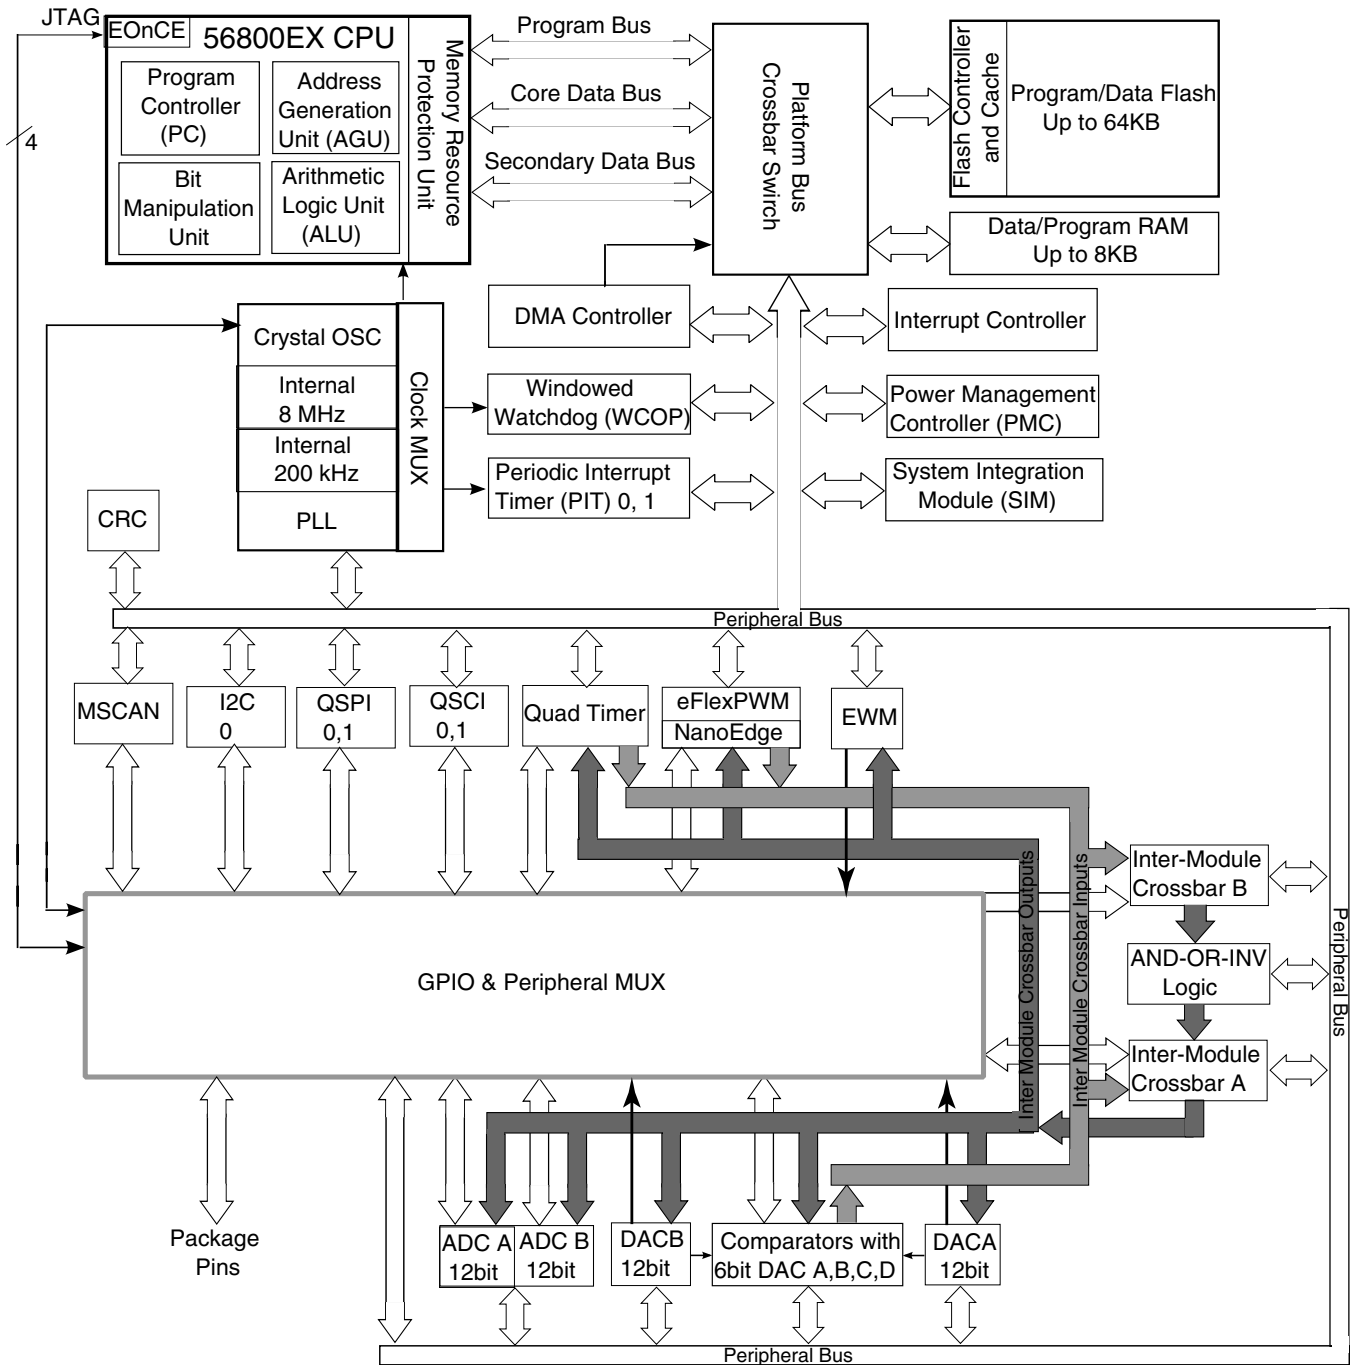 JTAG
EOnCE
56800EX CPU
Program
Controller
(PC)
Address
Generation
Unit (AGU)
Bit
Manipulation
Unit
Arithmetic
Logic Unit
(ALU)
Memory Resource
Protection Unit
4
Program Bus
Core Data Bus
Secondary Data Bus
Platform Bus
Crossbar Swirch
Flash Controller
and Cache
Program/Data Flash
Up to 64KB
Data/Program RAM
Up to 8KB
Crystal OSC
Internal
8 MHz
Internal
200 kHz
PLL
Clock MUX
DMA Controller
Windowed
Watchdog (WCOP)
Periodic Interrupt
Timer (PIT) 0, 1
Interrupt Controller
Power Management
Controller (PMC)
System Integration
Module (SIM)
CRC
Peripheral Bus
MSCAN
I2C
0
QSPI
0,1
QSCI
0,1
Quad Timer
eFlexPWM
NanoEdge
EWM
GPIO & Peripheral MUX
Inter Module Crossbar Outputs
Inter Module Crossbar Inputs
Inter-Module
Crossbar B
AND-OR-INV
Logic
Inter-Module
Crossbar A
Peripheral Bus
Package
Pins
ADC A
12bit
ADC B
12bit
DACB
12bit
Comparators with
6bit DAC A,B,C,D
DACA
12bit
Peripheral Bus